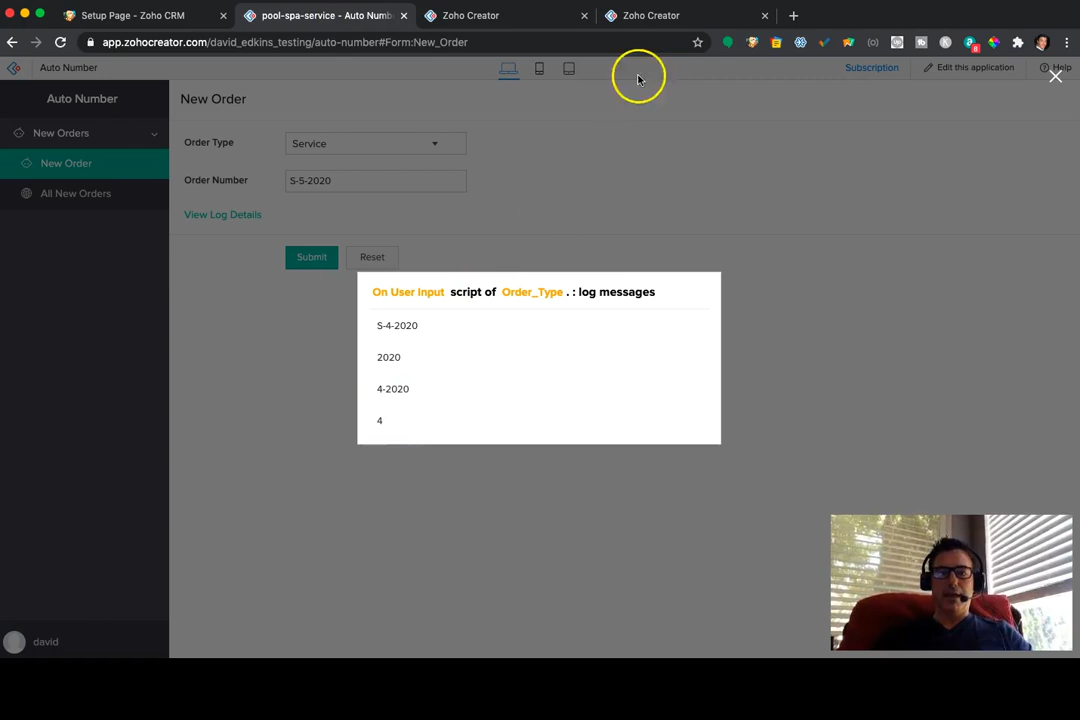 Setup Page - Zoho CRM
pool-spa-service - Auto Numb
Zoho Creator
Zoho Creator
app.zohocreator.com/david_edkins_testing/auto-number#Form:New_Order
8
Auto Number
Subscription
Edit this application
Help
Auto Number
New Orders
New Order
All New Orders
New Order
Order Type
Service
Order Number
S-5-2020
View Log Details
Submit
Reset
On User Input script of Order_Type . : log messages
S-4-2020
2020
4-2020
4
david